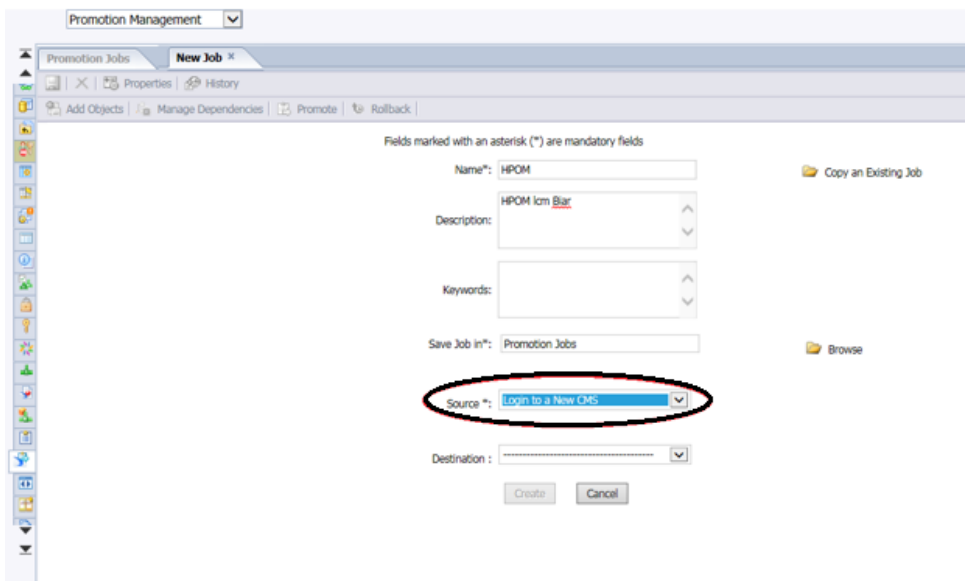 Promotion Management
Promotion Jobs New Job ×
Properties History
Add Objects Manage Dependencies Promote Rollback
Fields marked with an asterisk (*) are mandatory fields
Name*: HPOM Copy an Existing Job
HPOM lcm Biar
Description:
Keywords:
Save Job in*: Promotion Jobs Browse
Source *: Login to a New CMS
Destination : ----------------------------------------
Create Cancel